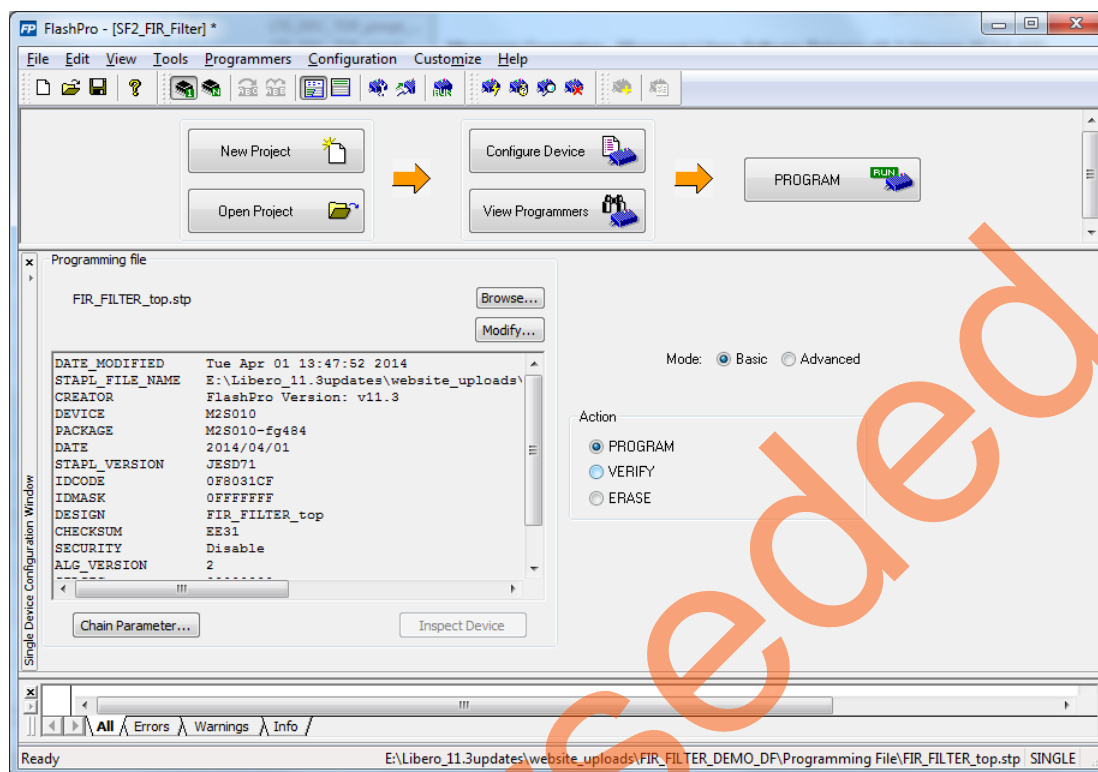 FlashPro - [SF2_FIR_Filter] *
File Edit View Tools Programmers Configuration Customize Help
New Project
Open Project
Configure Device
View Programmers
PROGRAM
RUN
Programming file
FIR_FILTER_top.stp
Browse...
Modify...
DATE_MODIFIED Tue Apr 01 13:47:52 2014
STAPL_FILE_NAME E:\Libero_11.3updates\website_uploads\
CREATOR FlashPro Version: v11.3
DEVICE M2S010
PACKAGE M2S010-fg484
DATE 2014/04/01
STAPL_VERSION JESD71
IDCODE 0F8031CF
IDMASK 0FFFFFFF
DESIGN FIR_FILTER_top
CHECKSUM EE31
SECURITY Disable
ALG_VERSION 2
Chain Parameter...
Inspect Device
Mode: Basic Advanced
Action
PROGRAM
VERIFY
ERASE
Single Device Configuration Window
All Errors Warnings Info
Ready E:\Libero_11.3updates\website_uploads\FIR_FILTER_DEMO_DF\Programming File\FIR_FILTER_top.stp SINGLE
seded